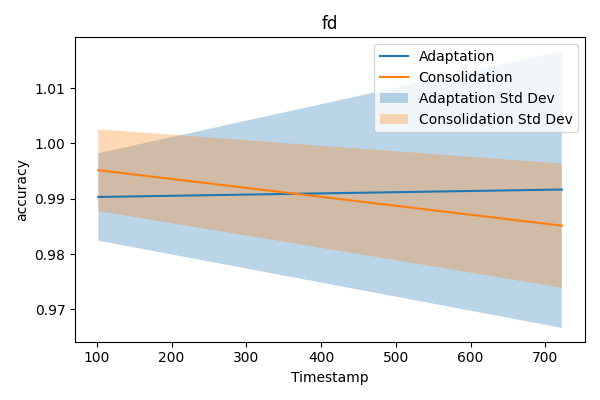 fd
Adaptation
Consolidation
Adaptation Std Dev
Consolidation Std Dev
accuracy
1.01
1.00
0.99
0.98
0.97
100 200 300 400 500 600 700
Timestamp